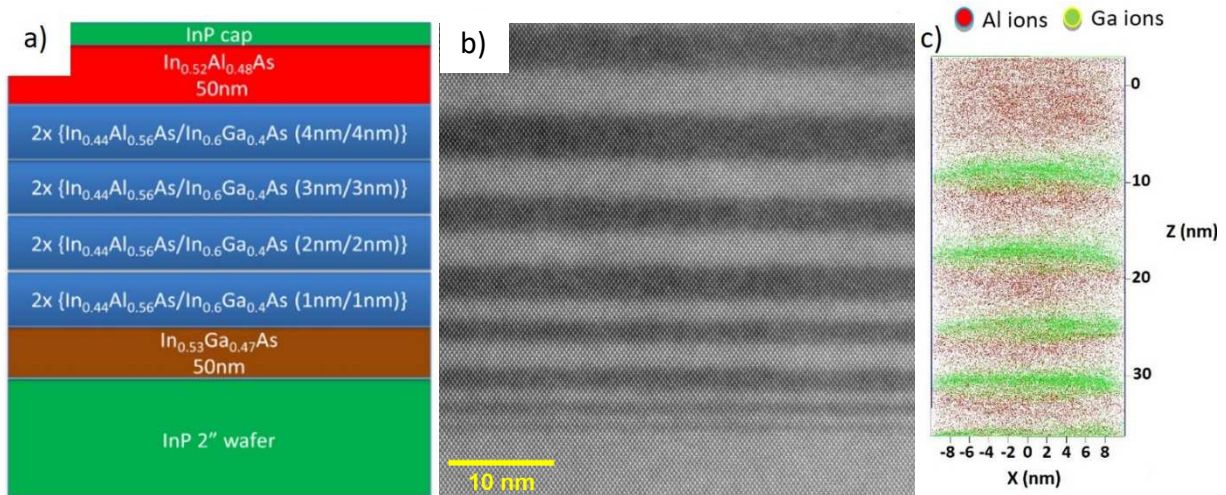 a)
InP cap
In₀.₅₂Al₀.₄₈As
50nm
2x {In₀.₄₄Al₀.₅₆As/In₀.₆Ga₀.₄As (4nm/4nm)}
2x {In₀.₄₄Al₀.₅₆As/In₀.₆Ga₀.₄As (3nm/3nm)}
2x {In₀.₄₄Al₀.₅₆As/In₀.₆Ga₀.₄As (2nm/2nm)}
2x {In₀.₄₄Al₀.₅₆As/In₀.₆Ga₀.₄As (1nm/1nm)}
In₀.₅₃Ga₀.₄₇As
50nm
InP 2” wafer
b)
10 nm
Al ions Ga ions
c)
0
10
Z (nm)
20
30
-8 -6 -4 -2 0 2 4 6 8
X (nm)